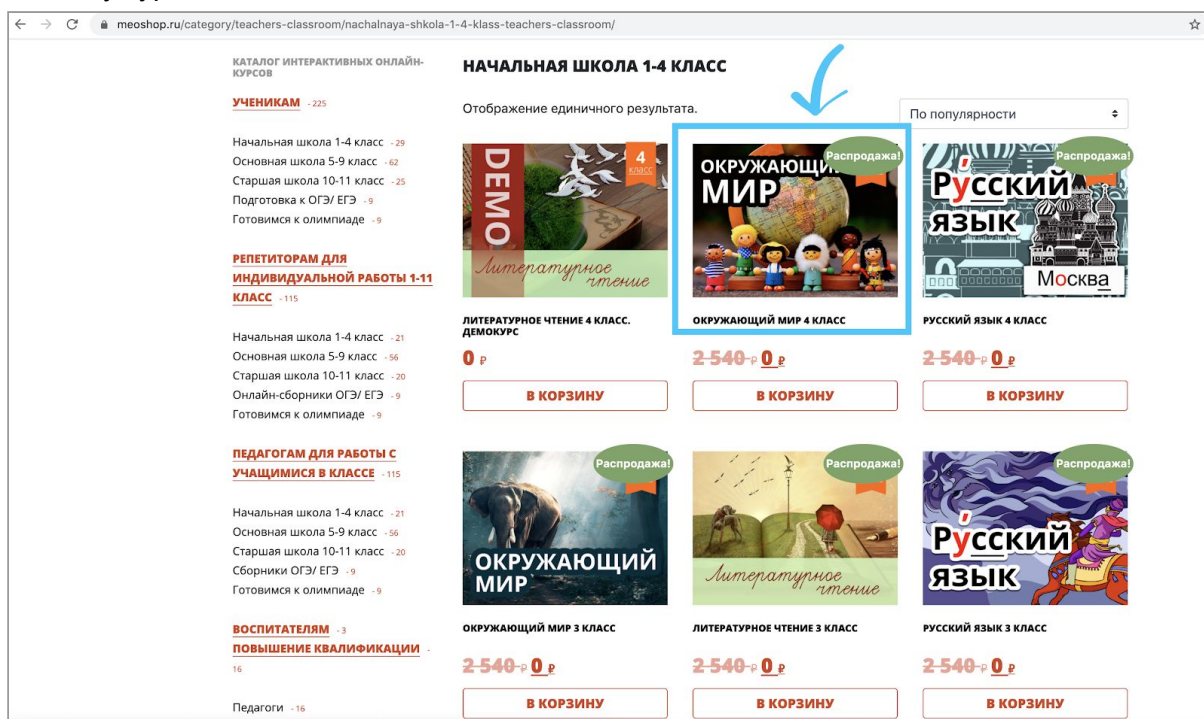 meoshop.ru/category/teachers-classroom/nachalnaya-shkola-1-4-klass-teachers-classroom/
КАТАЛОГ ИНТЕРАКТИВНЫХ ОНЛАЙН-
КУРСОВ
УЧЕНИКАМ - 225
Начальная школа 1-4 класс - 29
Основная школа 5-9 класс - 62
Старшая школа 10-11 класс - 25
Подготовка к ОГЭ/ ЕГЭ - 9
Готовимся к олимпиаде - 9
РЕПЕТИТОРАМ ДЛЯ
ИНДИВИДУАЛЬНОЙ РАБОТЫ 1-11
КЛАСС - 115
Начальная школа 1-4 класс - 21
Основная школа 5-9 класс - 56
Старшая школа 10-11 класс - 20
Онлайн-сборники ОГЭ/ ЕГЭ - 9
Готовимся к олимпиаде - 9
ПЕДАГОГАМ ДЛЯ РАБОТЫ С
УЧАЩИМИСЯ В КЛАССЕ - 115
Начальная школа 1-4 класс - 21
Основная школа 5-9 класс - 56
Старшая школа 10-11 класс - 20
Сборники ОГЭ/ ЕГЭ - 9
Готовимся к олимпиаде - 9
ВОСПИТАТЕЛЯМ - 3
ПОВЫШЕНИЕ КВАЛИФИКАЦИИ -
16
Педагоги - 16
НАЧАЛЬНАЯ ШКОЛА 1-4 КЛАСС
Отображение единичного результата.
По популярности
DEMO
4
класс
Литературное
чтение
ЛИТЕРАТУРНОЕ ЧТЕНИЕ 4 КЛАСС.
ДЕМОКУРС
0 ₽
В КОРЗИНУ
Распродажа!
ОКРУЖАЮЩИ
МИР
ОКРУЖАЮЩИЙ МИР 4 КЛАСС
2 540 ₽ 0 ₽
В КОРЗИНУ
Распродажа!
Ру́сский
язык
Москва
РУССКИЙ ЯЗЫК 4 КЛАСС
2 540 ₽ 0 ₽
В КОРЗИНУ
Распродажа!
ОКРУЖАЮЩИЙ
МИР
ОКРУЖАЮЩИЙ МИР 3 КЛАСС
2 540 ₽ 0 ₽
В КОРЗИНУ
Распродажа!
Литературное
чтение
ЛИТЕРАТУРНОЕ ЧТЕНИЕ 3 КЛАСС
2 540 ₽ 0 ₽
В КОРЗИНУ
Распродажа!
Ру́сский
язык
РУССКИЙ ЯЗЫК 3 КЛАСС
2 540 ₽ 0 ₽
В КОРЗИНУ